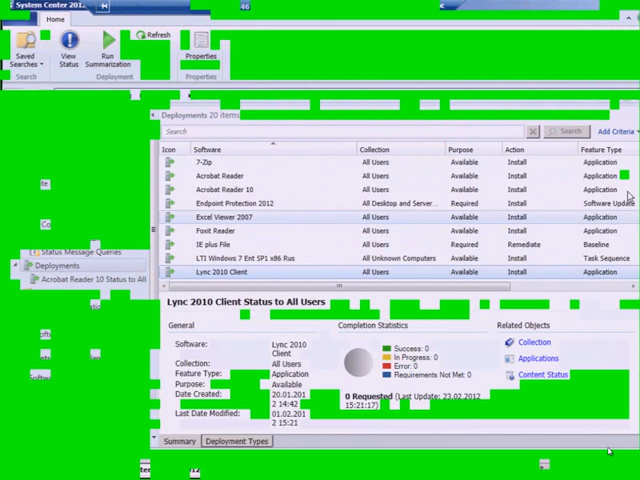 System Center 201
46
Home
Saved Searches
View Status
Run Summarization
Refresh
Properties
Search
Deployment
Properties
Deployments 20 items
Search
Search
Add Criteria
Icon Software Collection Purpose Action Feature Type
7-Zip All Users Available Install Application
Acrobat Reader All Users Available Install Application
Acrobat Reader 10 All Users Available Install Application
Endpoint Protection 2012 All Desktop and Server... Required Install Software Update
Excel Viewer 2007 All Users Available Install Application
Foxit Reader All Users Available Install Application
IE plus File All Users Required Remediate Baseline
LTI Windows 7 Ent SP1 x86 Rus All Unknown Computers Available Install Task Sequence
Lync 2010 Client All Users Available Install Application
Status Message Queries
Deployments
Acrobat Reader 10 Status to All
Lync 2010 Client Status to All Users
General
Software: Lync 2010 Client
Collection: All Users
Feature Type: Application
Purpose: Available
Date Created: 20.01.201
2 14:42
Last Date Modified: 01.02.201
2 15:21
Completion Statistics
Success: 0
In Progress: 0
Error: 0
Requirements Not Met: 0
0 Requested (Last Update: 23.02.2012
15:21:17)
Related Objects
Collection
Applications
Content Status
Summary Deployment Types